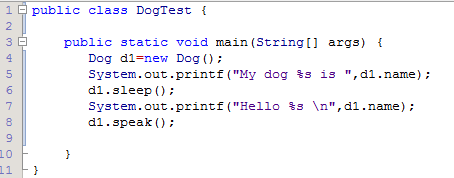 1 public class DogTest {
2
3 public static void main(String[] args) {
4 Dog d1=new Dog();
5 System.out.printf("My dog %s is ",d1.name);
6 d1.sleep();
7 System.out.printf("Hello %s \n",d1.name);
8 d1.speak();
9
10 }
11 }